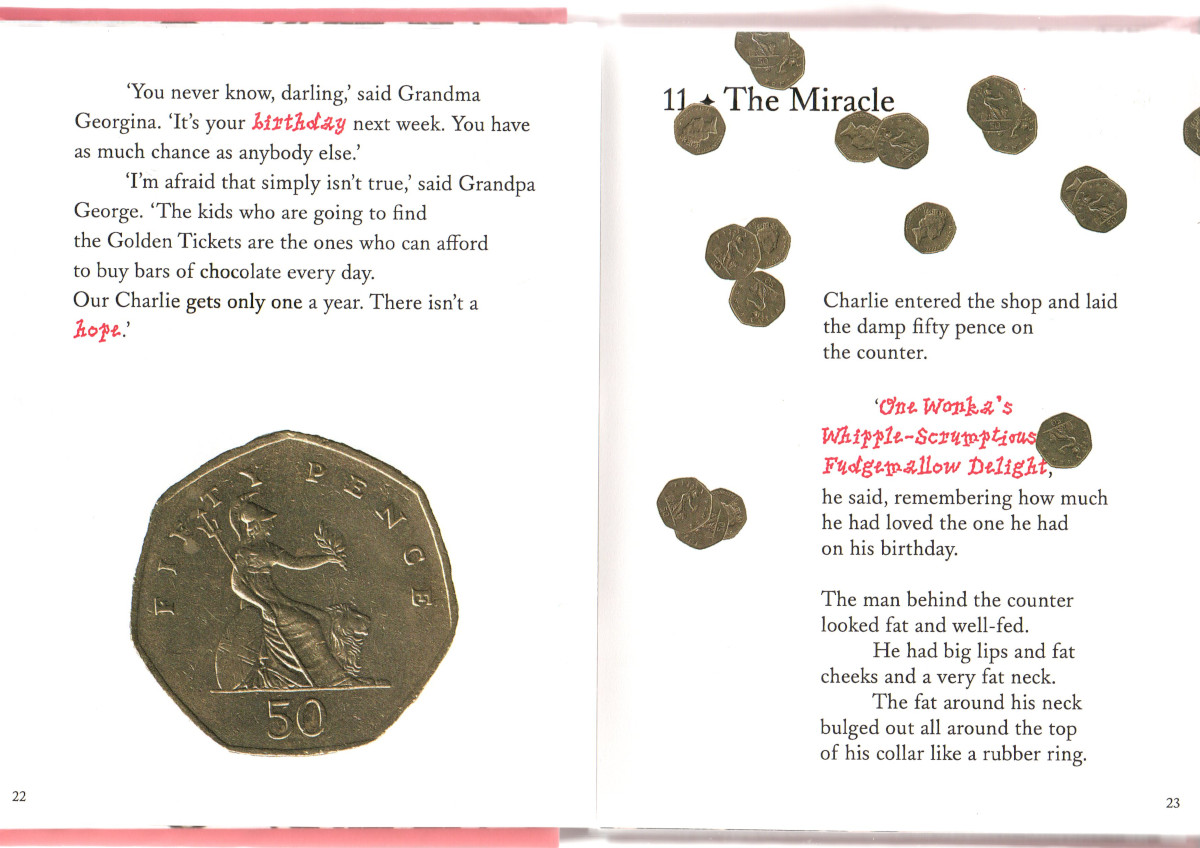 ‘You never know, darling,’ said Grandma
Georgina. ‘It’s your birthday next week. You have
as much chance as anybody else.’
‘I’m afraid that simply isn’t true,’ said Grandpa
George. ‘The kids who are going to find
the Golden Tickets are the ones who can afford
to buy bars of chocolate every day.
Our Charlie gets only one a year. There isn’t a
hope.’
FIFTY PENCE
50
22
11 ✦ The Miracle
Charlie entered the shop and laid
the damp fifty pence on
the counter.
‘One Wonka’s
Whipple-Scrumptious
Fudgemallow Delight,’
he said, remembering how much
he had loved the one he had
on his birthday.
The man behind the counter
looked fat and well-fed.
He had big lips and fat
cheeks and a very fat neck.
The fat around his neck
bulged out all around the top
of his collar like a rubber ring.
23